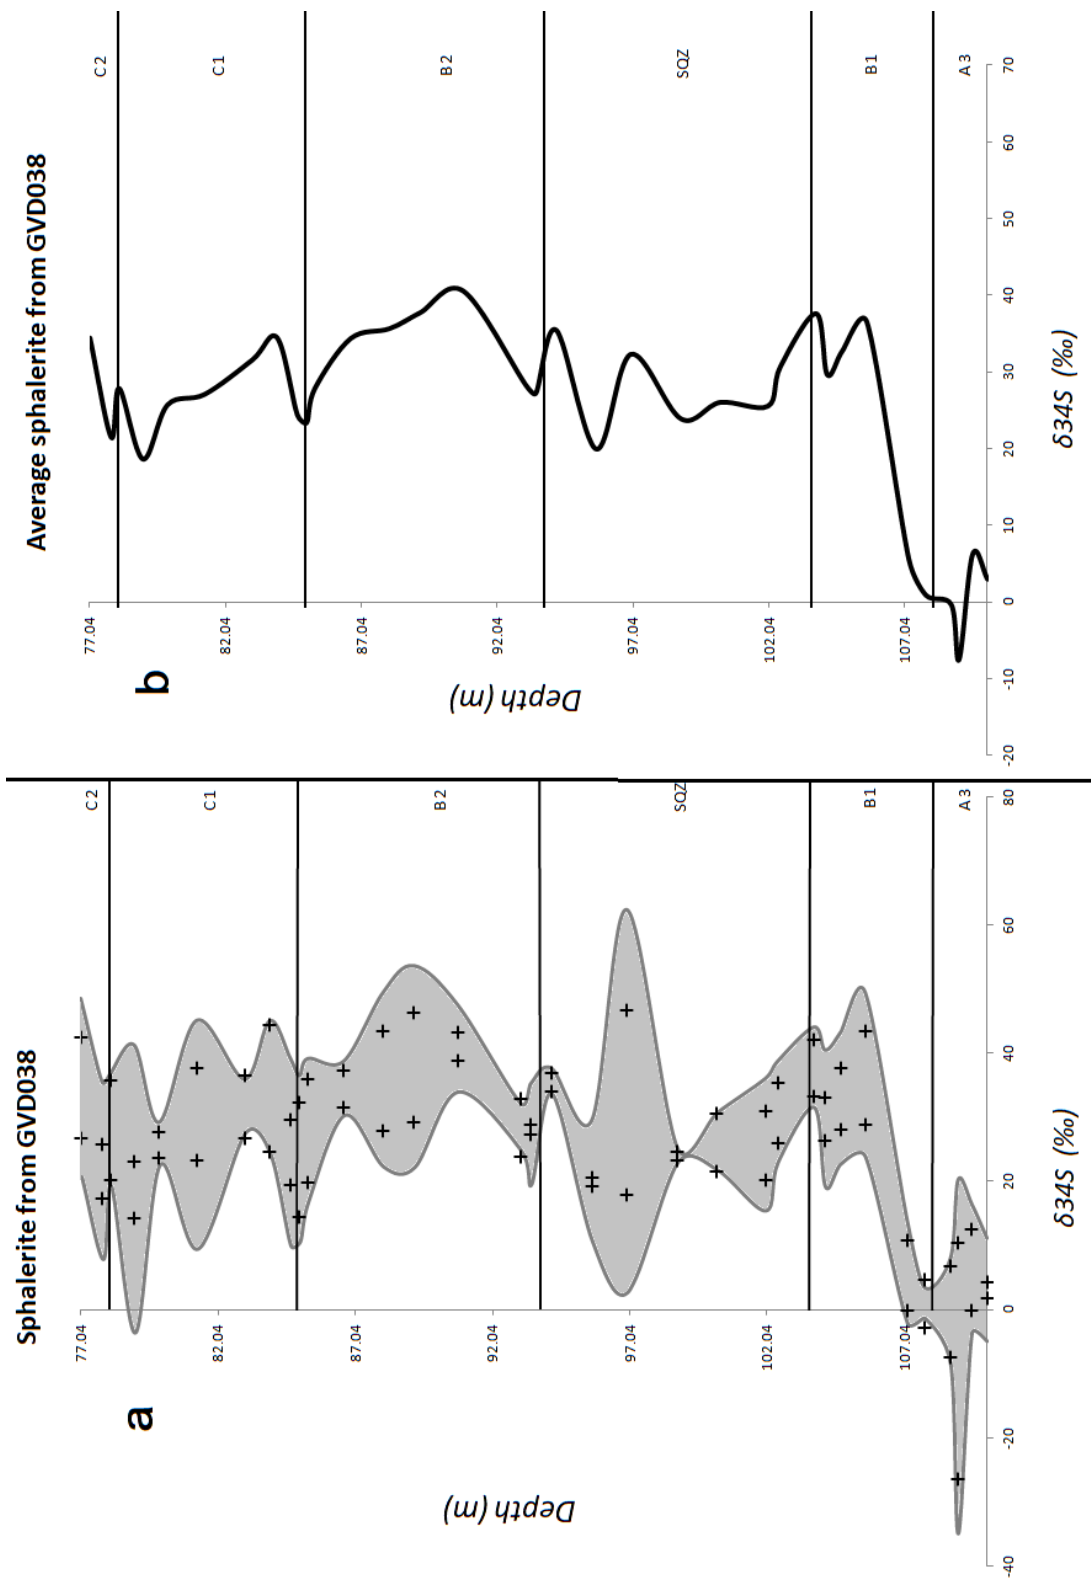 Sphalerite from GVD038
a
Depth (m)
77.04
82.04
87.04
92.04
97.04
102.04
107.04
-40
-20
0
20
40
60
80
δ34S (‰)
C2
C1
B2
SQZ
B1
A3
Average sphalerite from GVD038
b
Depth (m)
77.04
82.04
87.04
92.04
97.04
102.04
107.04
-20
-10
0
10
20
30
40
50
60
70
δ34S (‰)
C2
C1
B2
SQZ
B1
A3